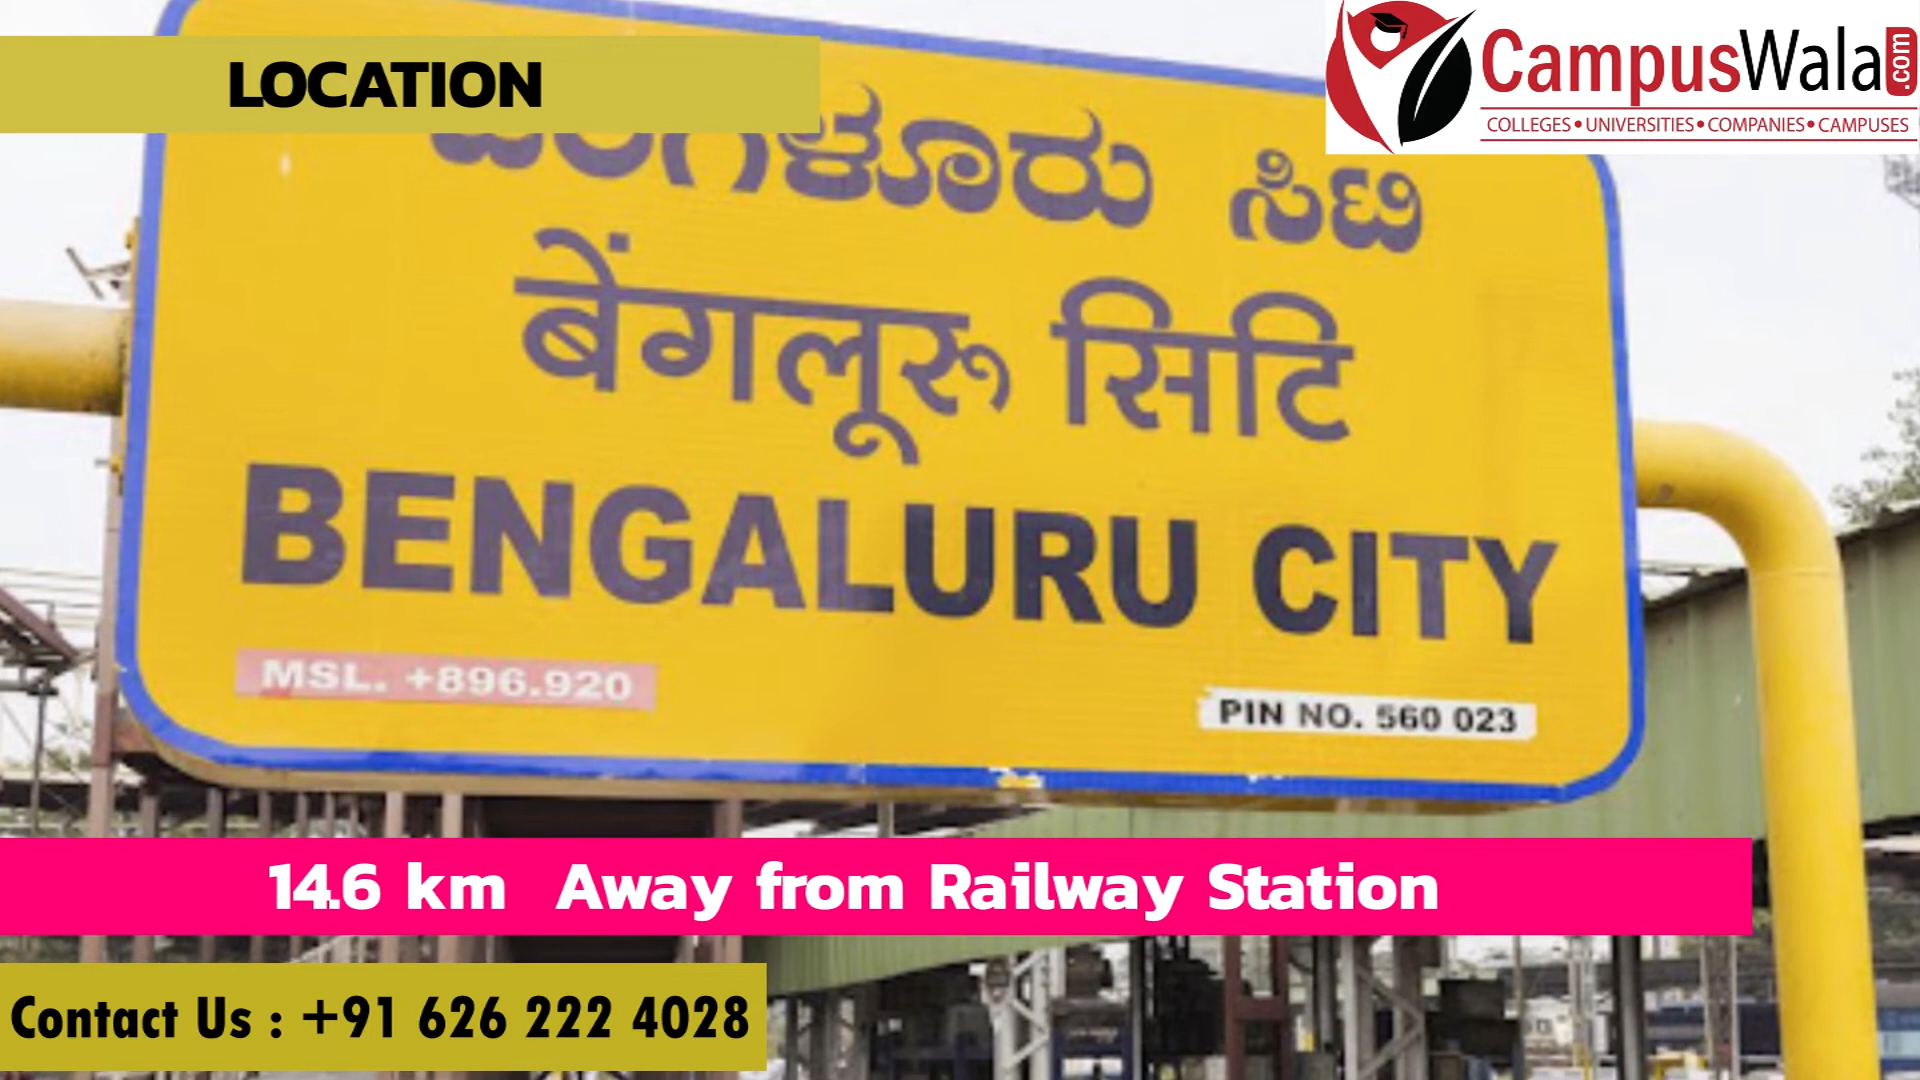 LOCATION
CampusWala.com
COLLEGES•UNIVERSITIES•COMPANIES•CAMPUSES
ಬೆಂಗಳೂರು ಸಿಟಿ
बेंगलूरू सिटि
BENGALURU CITY
MSL. +896.920
PIN NO. 560 023
14.6 km Away from Railway Station
Contact Us : +91 626 222 4028